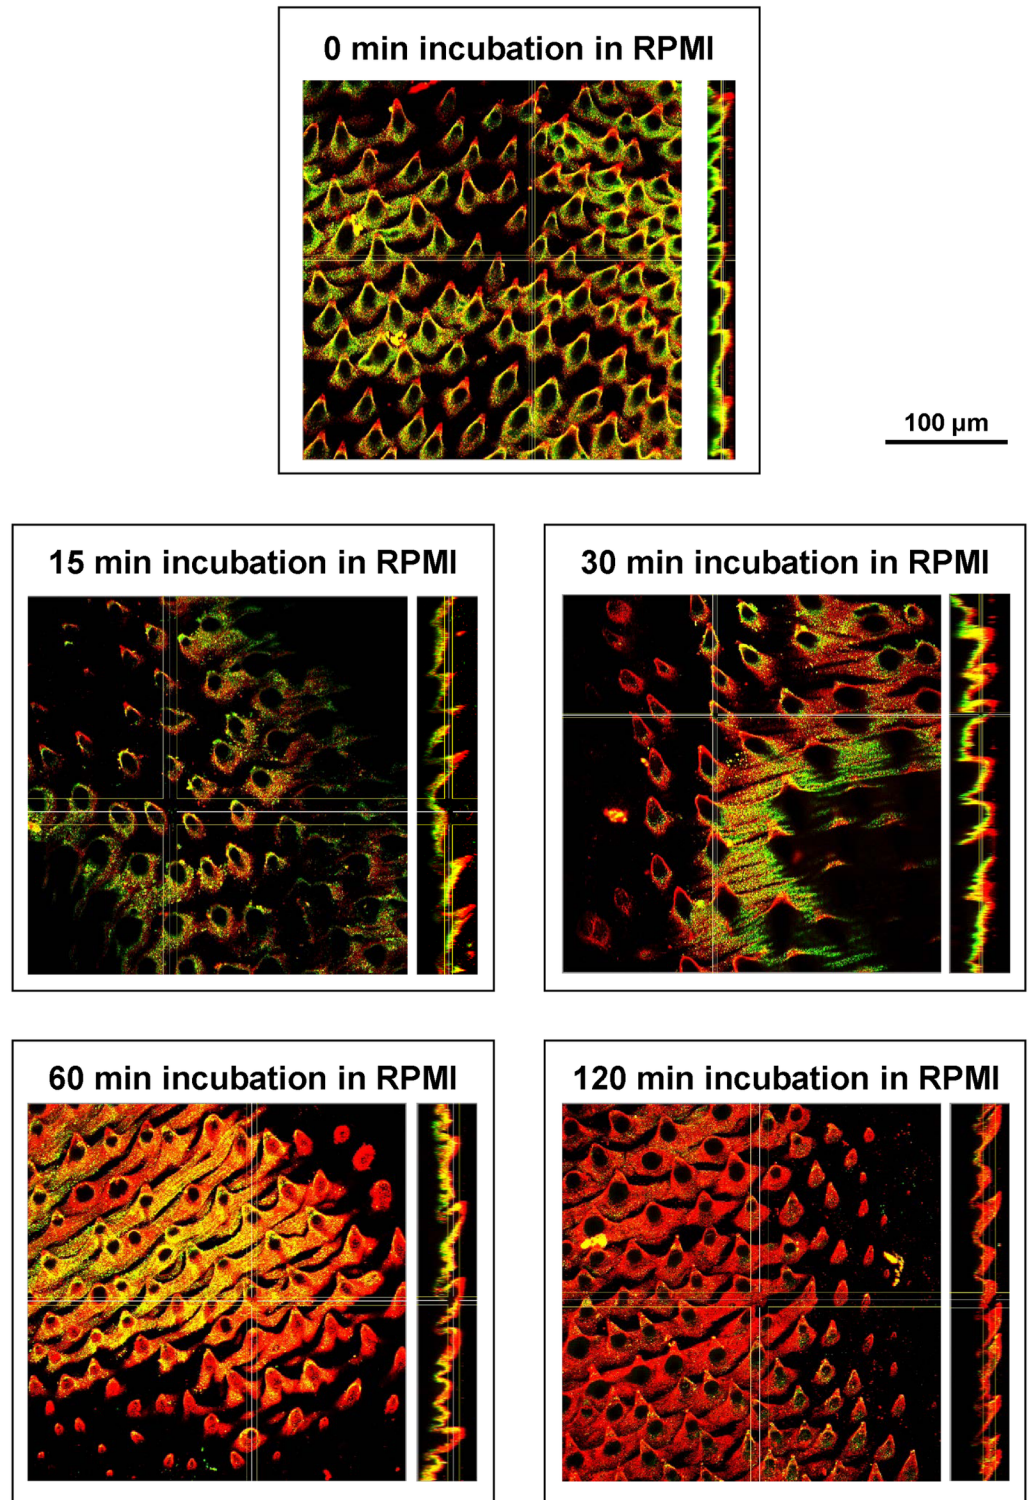 0 min incubation in RPMI
100 µm
15 min incubation in RPMI
30 min incubation in RPMI
60 min incubation in RPMI
120 min incubation in RPMI